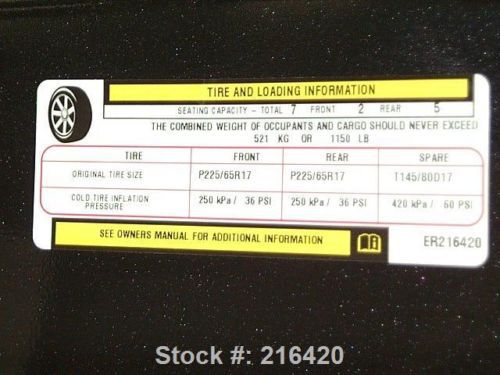 TIRE AND LOADING INFORMATION
SEATING CAPACITY - TOTAL 7 FRONT 2 REAR 5
THE COMBINED WEIGHT OF OCCUPANTS AND CARGO SHOULD NEVER EXCEED
521 KG OR 1150 LB
TIRE FRONT REAR SPARE
ORIGINAL TIRE SIZE P225/65R17 P225/65R17 T145/80D17
COLD TIRE INFLATION PRESSURE 250 kPa / 36 PSI 250 kPa / 36 PSI 420 kPa / 60 PSI
SEE OWNERS MANUAL FOR ADDITIONAL INFORMATION ER216420
Stock #: 216420